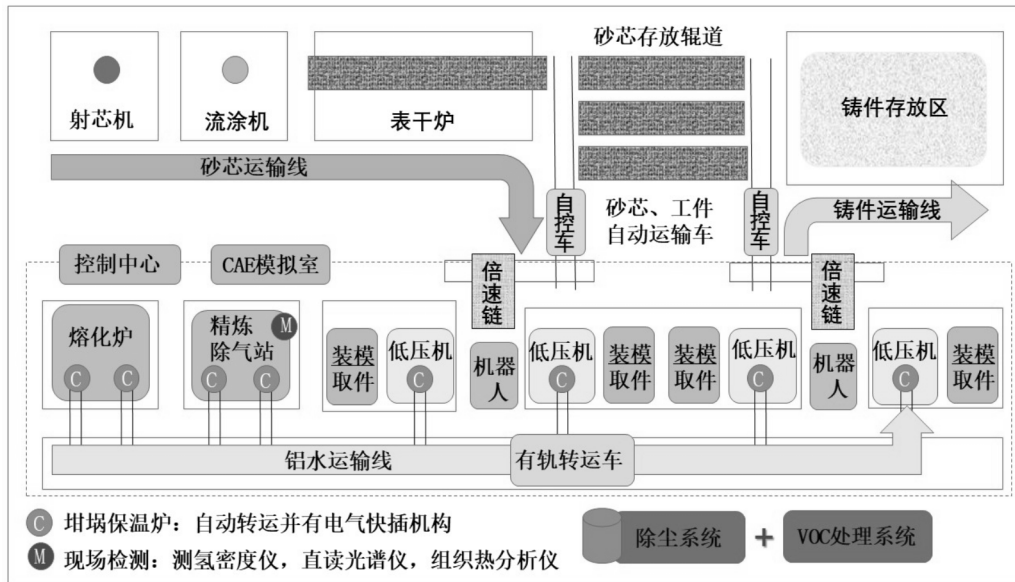 砂芯存放辊道
射芯机
流涂机
表干炉
铸件存放区
砂芯运输线
自控车
砂芯、工件
自动运输车
自控车
铸件运输线
控制中心
CAE模拟室
倍速链
倍速链
熔化炉
C
C
精炼
除气站
M
C
C
装模
取件
低压机
C
机器人
低压机
C
装模
取件
装模
取件
低压机
C
机器人
低压机
C
装模
取件
铝水运输线
有轨转运车
C 坩埚保温炉：自动转运并有电气快插机构
M 现场检测：测氢密度仪，直读光谱仪，组织热分析仪
除尘系统 + VOC处理系统